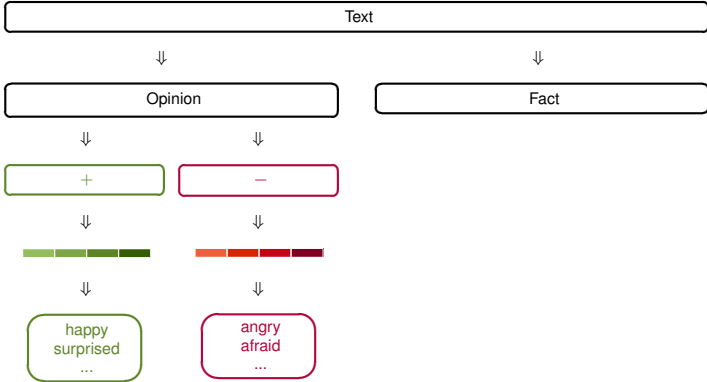 Text
⇓ ⇓
Opinion Fact
⇓ ⇓
+ −
⇓ ⇓
⇓ ⇓
happy angry
surprised afraid
... ...